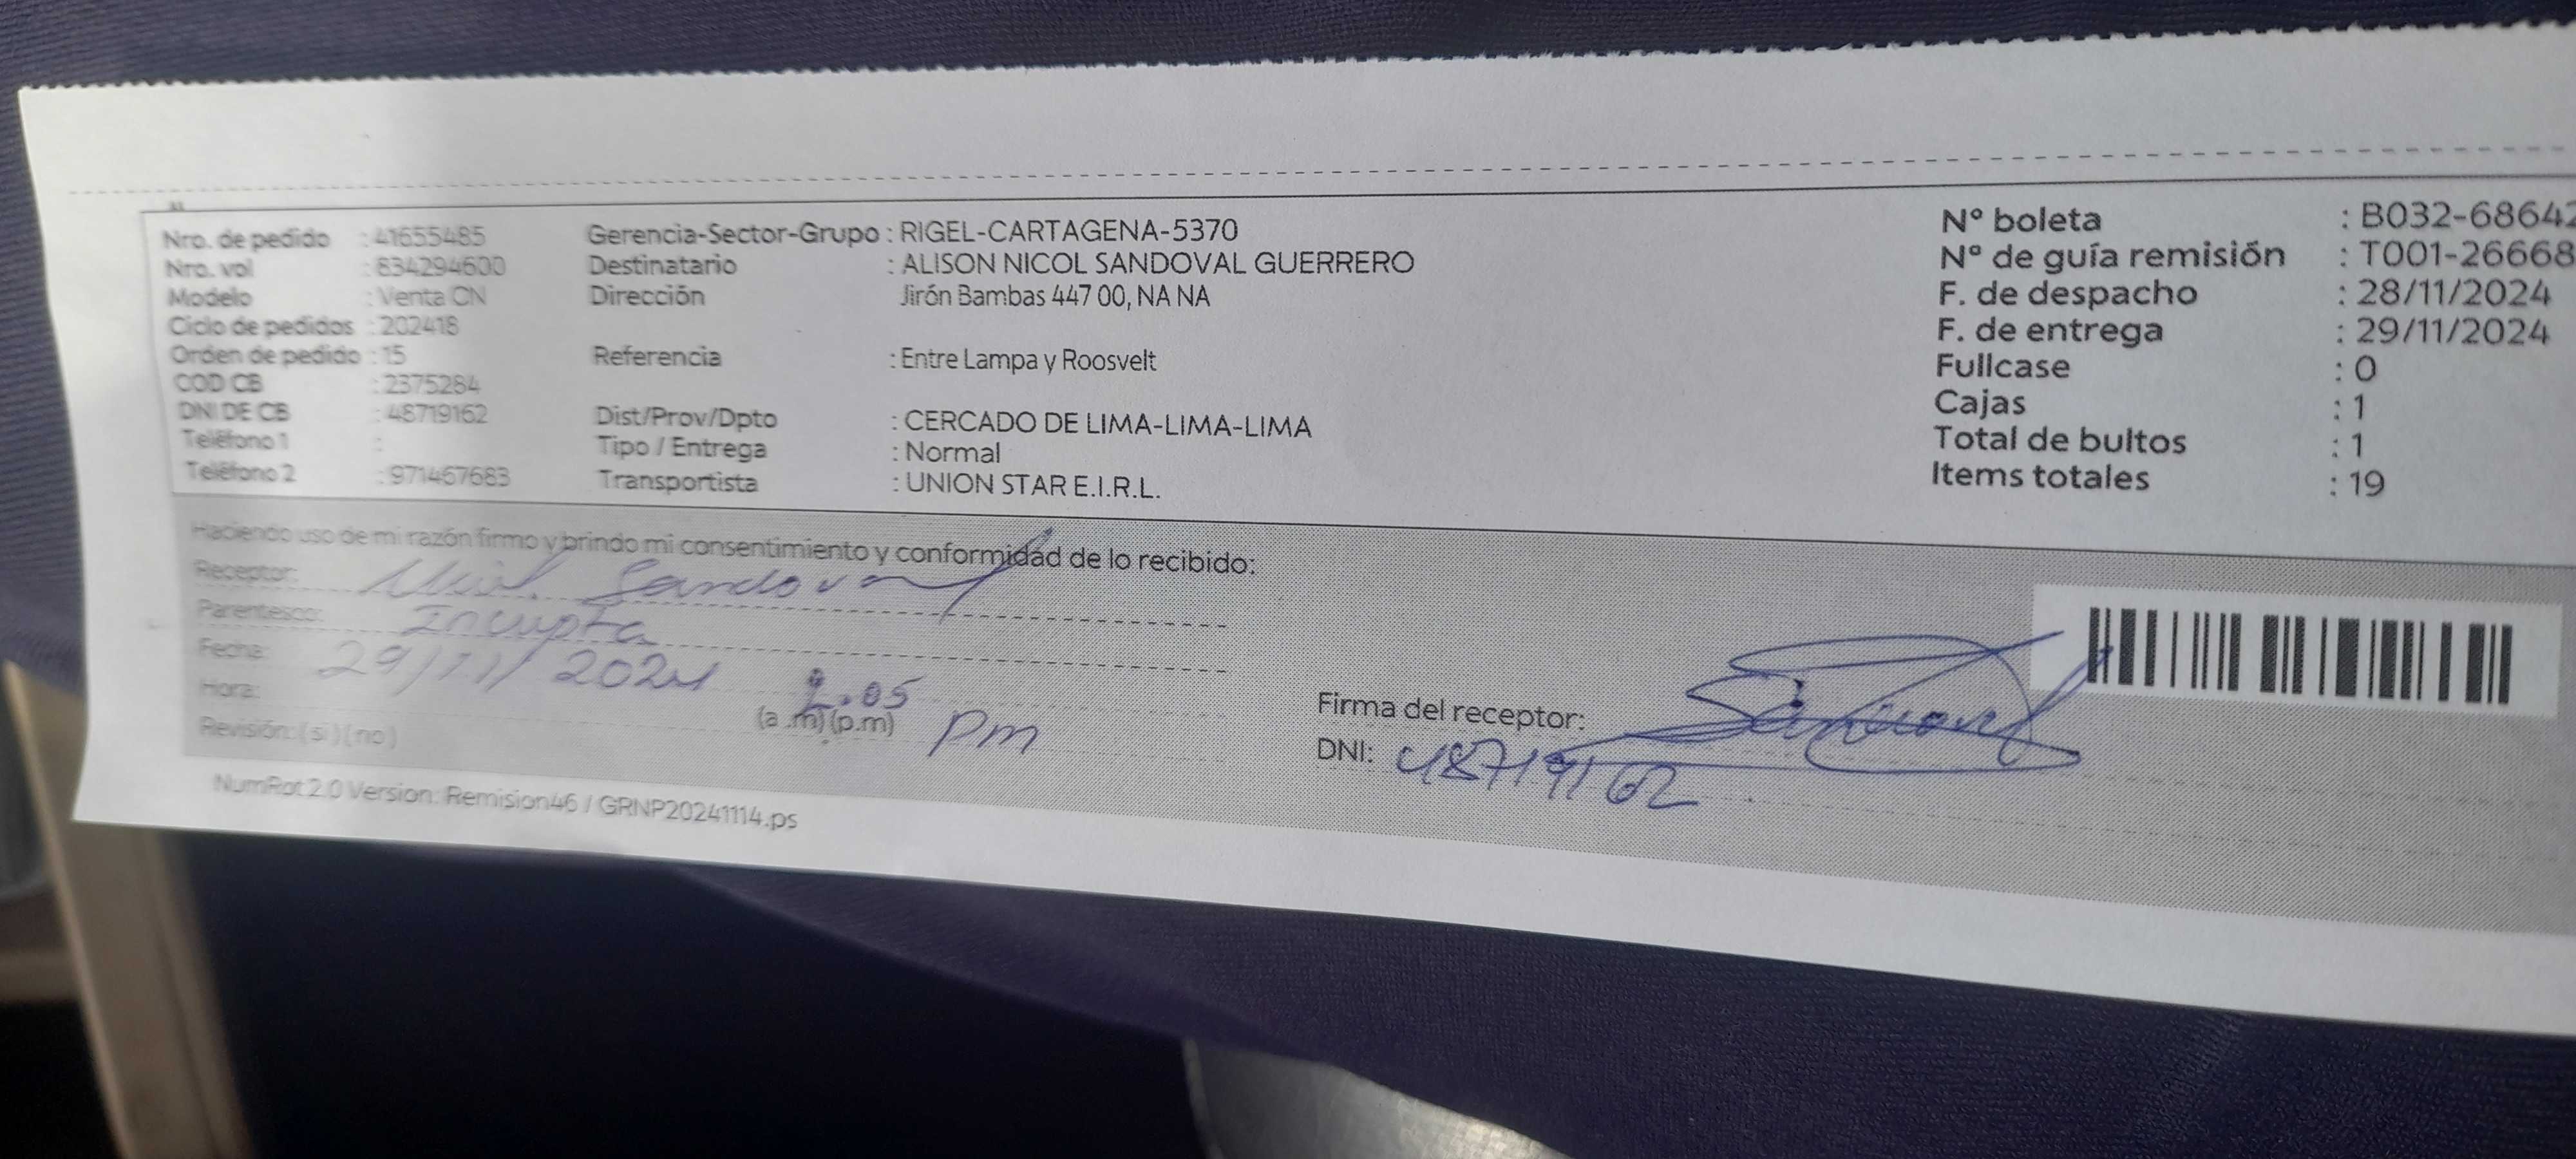 Nro. de pedido : 41655485 Gerencia-Sector-Grupo : RIGEL-CARTAGENA-5370 N° boleta : B032-68642
Nro. vol : 834294600 Destinatario : ALISON NICOL SANDOVAL GUERRERO N° de guía remisión : T001-26668
Modelo : Venta CN Dirección Jirón Bambas 447 00, NA NA F. de despacho : 28/11/2024
Ciclo de pedidos : 202418 F. de entrega : 29/11/2024
Orden de pedido : 15 Referencia : Entre Lampa y Roosvelt Fullcase : 0
COD CB : 2375284 Cajas : 1
DNI DE CB : 48719162 Dist/Prov/Dpto : CERCADO DE LIMA-LIMA-LIMA Total de bultos : 1
Teléfono 1 : Tipo / Entrega : Normal Items totales : 19
Teléfono 2 : 971467683 Transportista : UNION STAR E.I.R.L.
Haciendo uso de mi razón firmo y brindo mi consentimiento y conformidad de lo recibido:
Receptor: Sandoval
Parentesco:
Fecha: 29/11/2024
Hora: .05 (a .m) (p.m) pm
Revisión: ( si ) ( no )
Firma del receptor: Sandoval
DNI: 48719162
NumRot 2.0 Version: Remision46 / GRNP20241114.ps